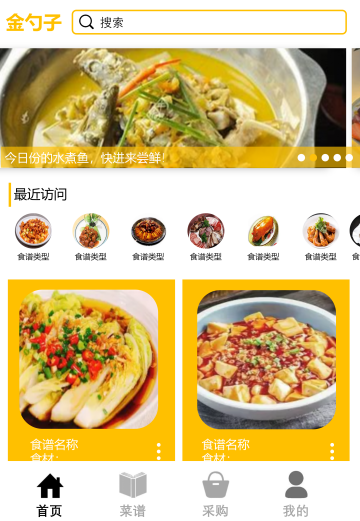 金勺子
搜索
今日份的水煮鱼，快进来尝鲜！
最近访问
食谱类型
食谱类型
食谱类型
食谱类型
食谱类型
食谱类型
食
食谱名称
食材：
食谱名称
食材：
首页
菜谱
采购
我的